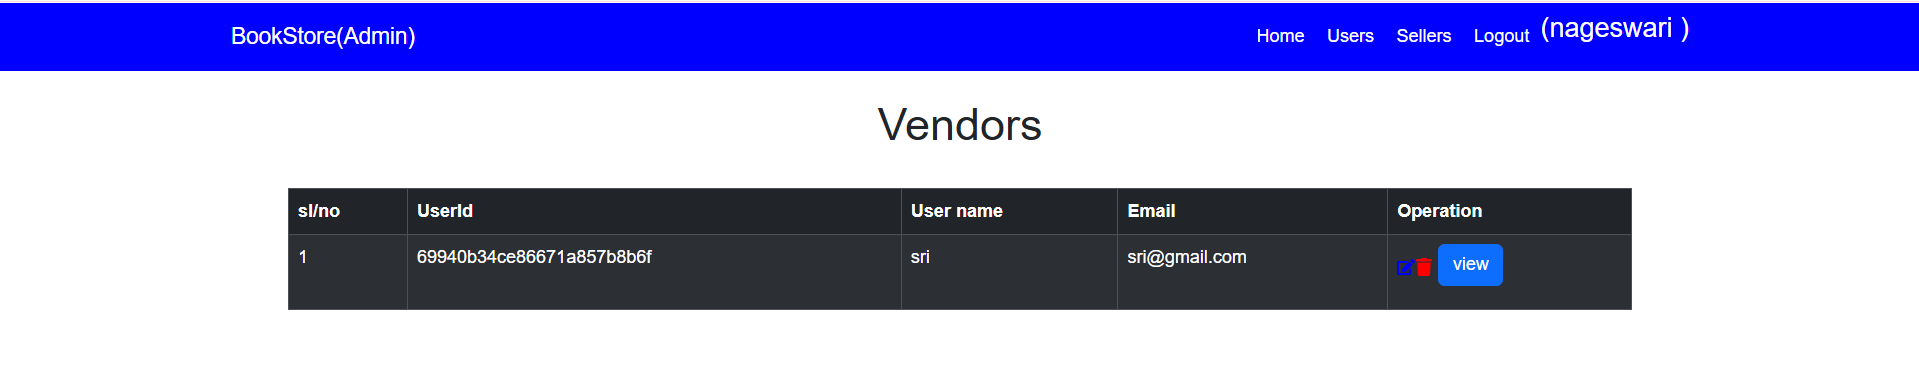 BookStore(Admin) Home Users Sellers Logout (nageswari )
Vendors
sl/no UserId User name Email Operation
1 69940b34ce86671a857b8b6f sri sri@gmail.com view